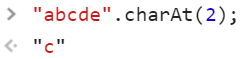 > "abcde".charAt(2);
< "c"